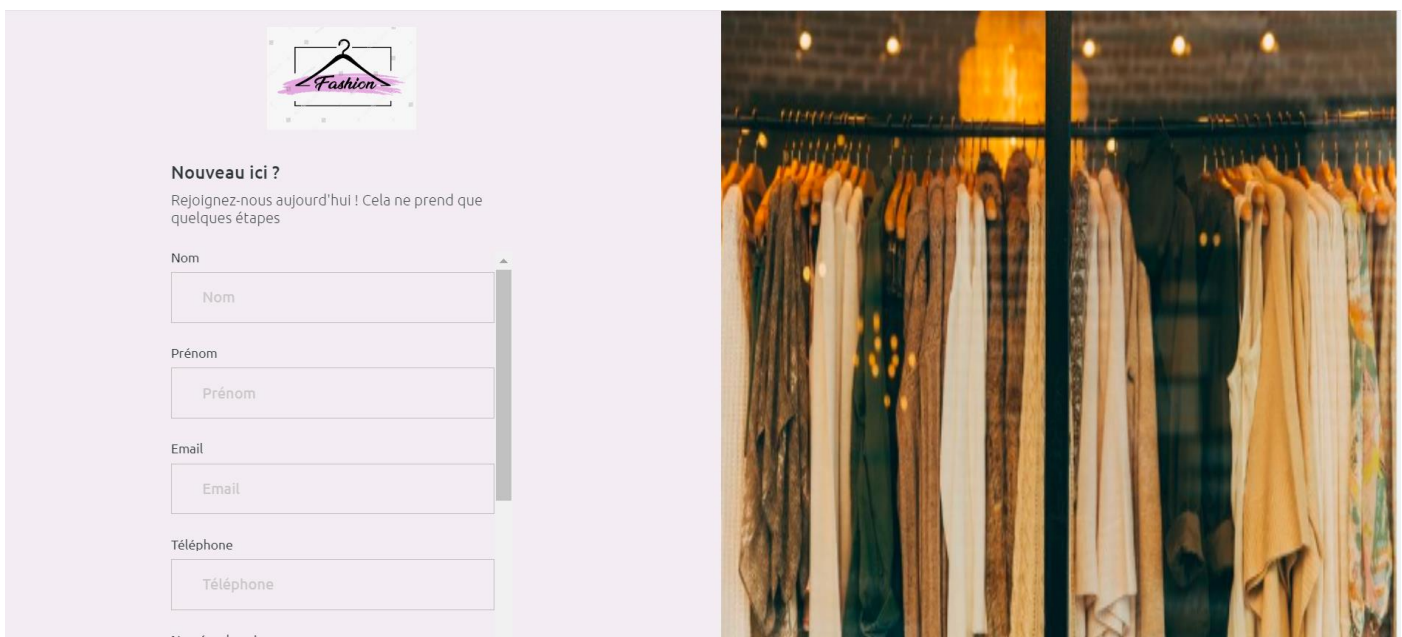 Fashion
Nouveau ici ?
Rejoignez-nous aujourd'hui ! Cela ne prend que
quelques étapes
Nom
Nom
Prénom
Prénom
Email
Email
Téléphone
Téléphone